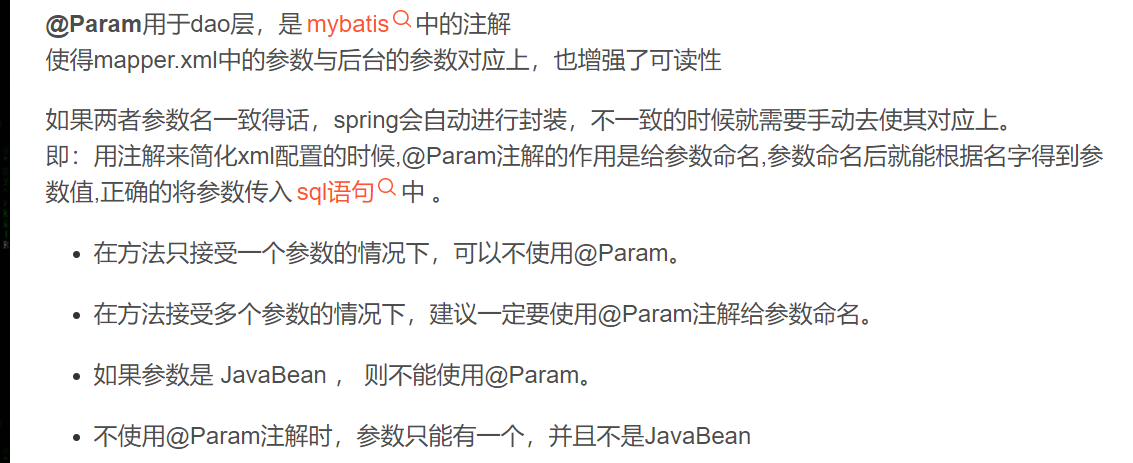 @Param用于dao层，是 mybatis 中的注解
使得mapper.xml中的参数与后台的参数对应上，也增强了可读性
如果两者参数名一致得话，spring会自动进行封装，不一致的时候就需要手动去使其对应上。
即：用注解来简化xml配置的时候,@Param注解的作用是给参数命名,参数命名后就能根据名字得到参
数值,正确的将参数传入 sql语句 中 。
• 在方法只接受一个参数的情况下，可以不使用@Param。
• 在方法接受多个参数的情况下，建议一定要使用@Param注解给参数命名。
• 如果参数是 JavaBean ， 则不能使用@Param。
• 不使用@Param注解时，参数只能有一个，并且不是JavaBean